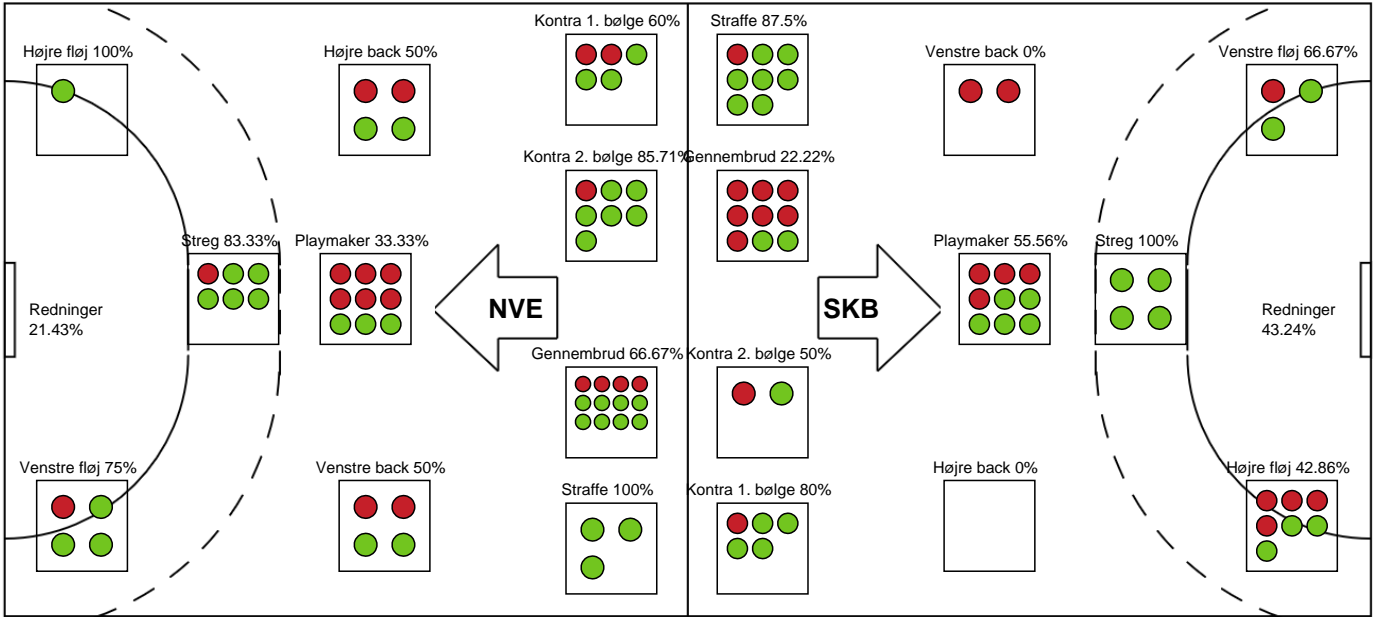 Kontra 1. bølge 60%
Straffe 87.5%
Højre fløj 100%
Højre back 50%
Venstre back 0%
Venstre fløj 66.67%
Kontra 2. bølge 85.71%
Gennembrud 22.22%
Streg 83.33%
Playmaker 33.33%
Playmaker 55.56%
Streg 100%
NVE
SKB
Redninger
21.43%
Redninger
43.24%
Gennembrud 66.67%
Kontra 2. bølge 50%
Venstre fløj 75%
Venstre back 50%
Straffe 100%
Kontra 1. bølge 80%
Højre back 0%
Højre fløj 42.86%